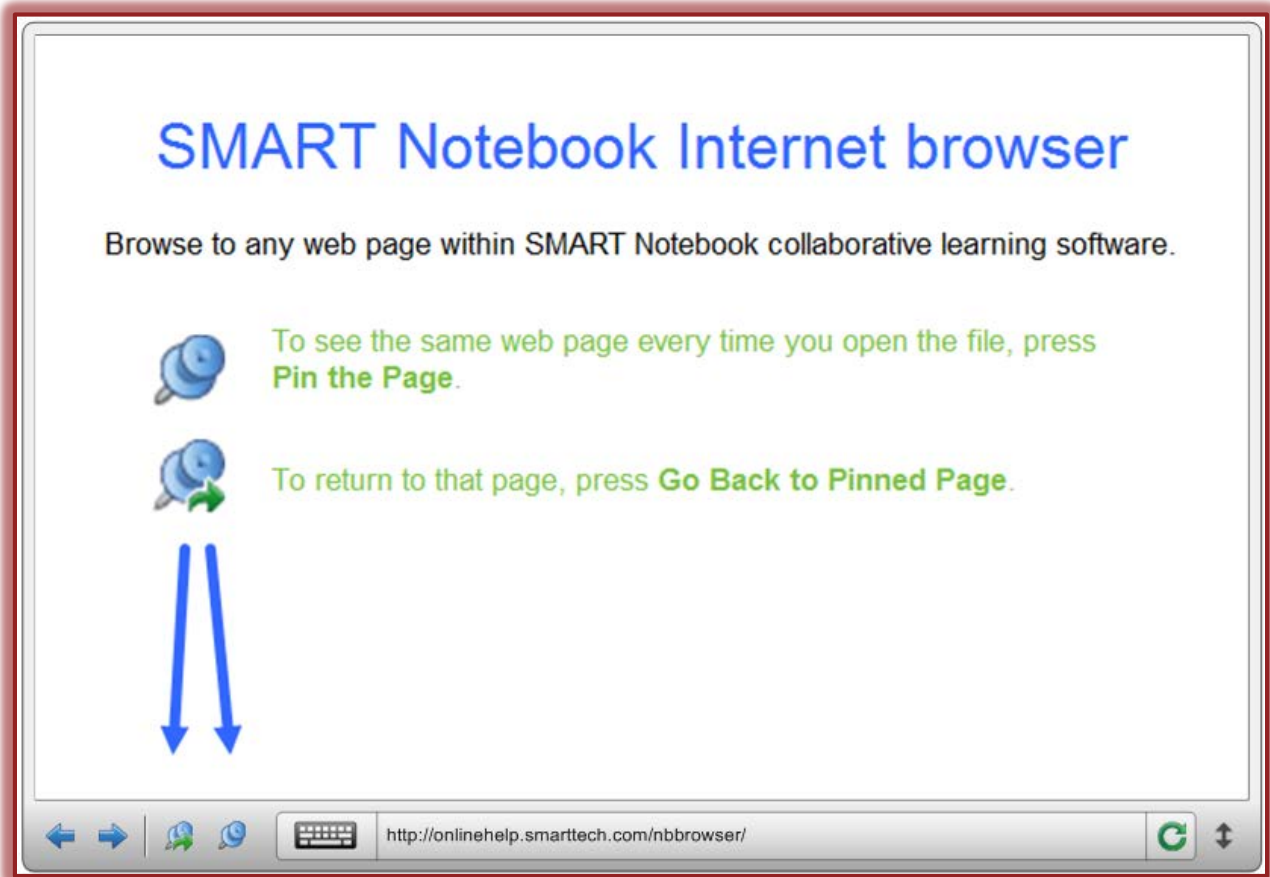 SMART Notebook Internet browser
Browse to any web page within SMART Notebook collaborative learning software.
To see the same web page every time you open the file, press
Pin the Page.
To return to that page, press Go Back to Pinned Page.
http://onlinehelp.smarttech.com/nbbrowser/